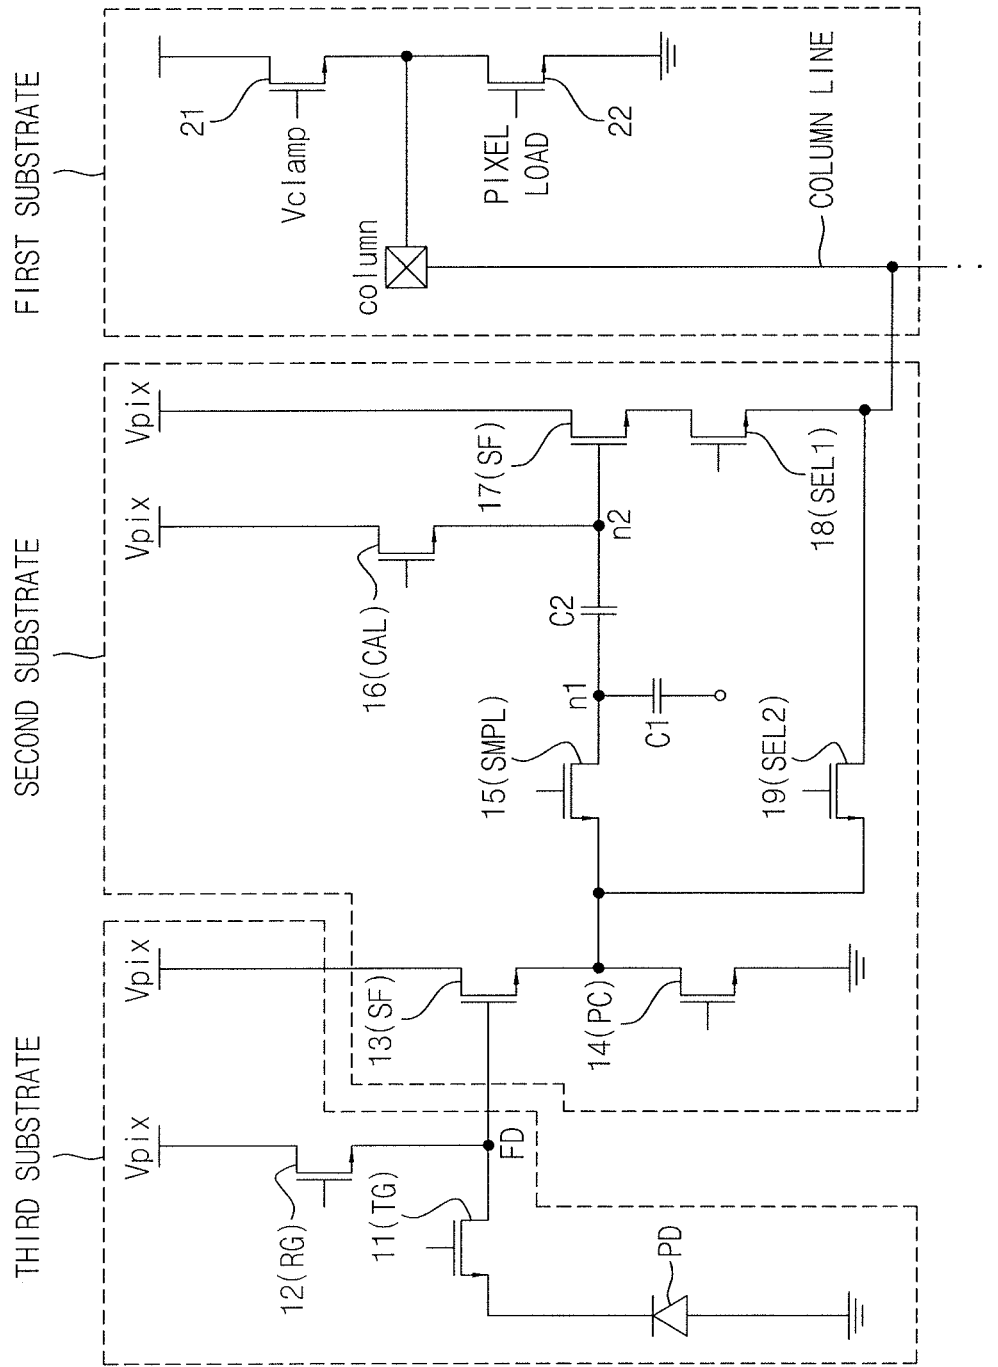 THIRD SUBSTRATE
SECOND SUBSTRATE
FIRST SUBSTRATE
Vpix
Vpix
Vpix
Vpix
12(RG)
11(TG)
FD
PD
13(SF)
14(PC)
15(SMPL)
n1
C1
C2
16(CAL)
n2
17(SF)
18(SEL1)
19(SEL2)
column
21
Vclamp
PIXEL
LOAD
22
COLUMN LINE
. . .